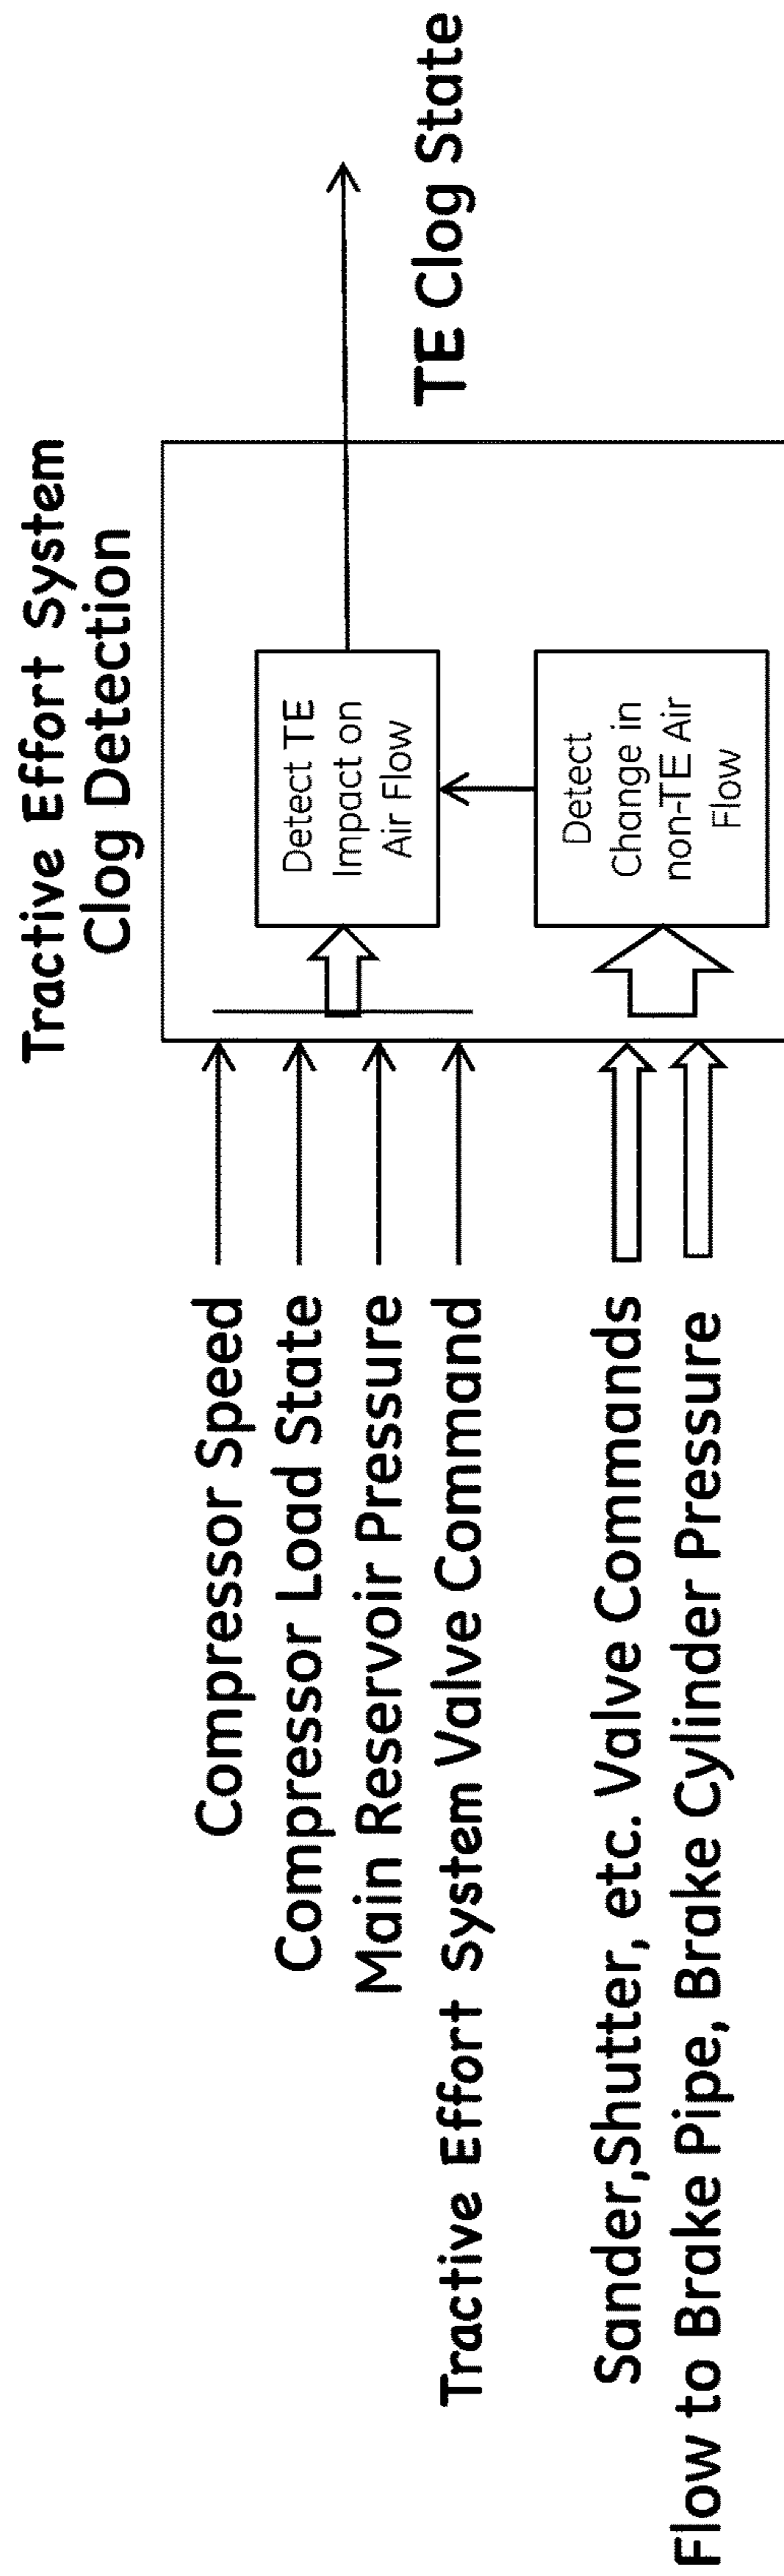 Tractive Effort System
Clog Detection
Compressor Speed
Compressor Load State
Main Reservoir Pressure
Tractive Effort System Valve Command
Detect TE
Impact on
Air Flow
TE Clog State
Sander,Shutter, etc. Valve Commands
Flow to Brake Pipe, Brake Cylinder Pressure
Detect
Change in
non-TE Air
Flow